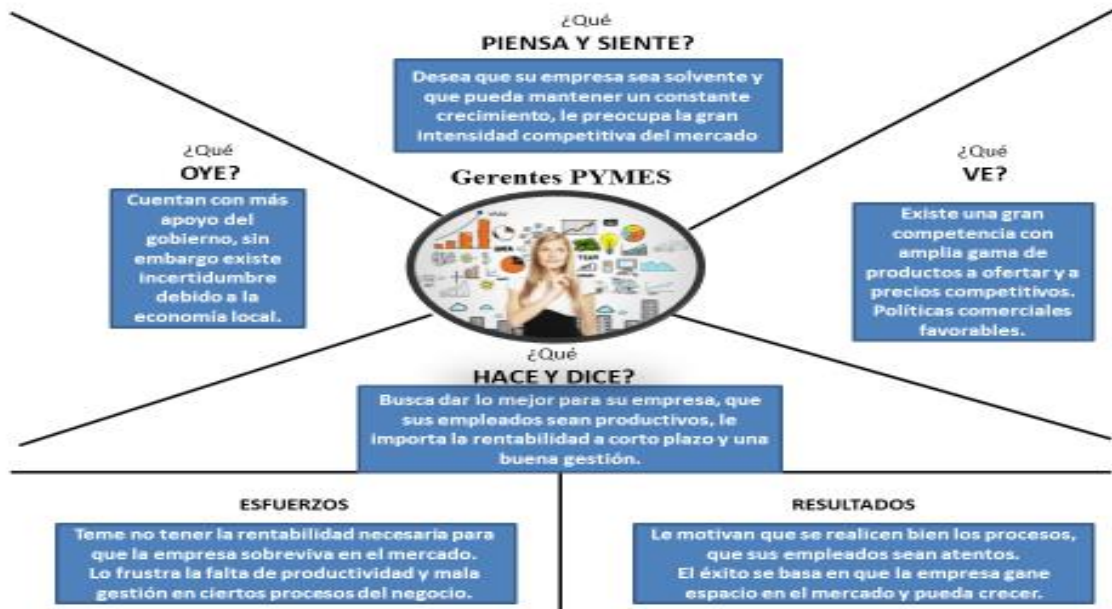 ¿Qué
PIENSA Y SIENTE?
Desea que su empresa sea solvente y
que pueda mantener un constante
crecimiento, le preocupa la gran
intensidad competitiva del mercado
¿Qué
OYE?
Cuentan con más
apoyo del
gobierno, sin
embargo existe
incertidumbre
debido a la
economía local.
Gerentes PYMES
¿Qué
VE?
Existe una gran
competencia con
amplia gama de
productos a ofertar y a
precios competitivos.
Políticas comerciales
favorables.
¿Qué
HACE Y DICE?
Busca dar lo mejor para su empresa, que
sus empleados sean productivos, le
importa la rentabilidad a corto plazo y una
buena gestión.
ESFUERZOS
Teme no tener la rentabilidad necesaria para
que la empresa sobreviva en el mercado.
Lo frustra la falta de productividad y mala
gestión en ciertos procesos del negocio.
RESULTADOS
Le motivan que se realicen bien los procesos,
que sus empleados sean atentos.
El éxito se basa en que la empresa gane
espacio en el mercado y pueda crecer.